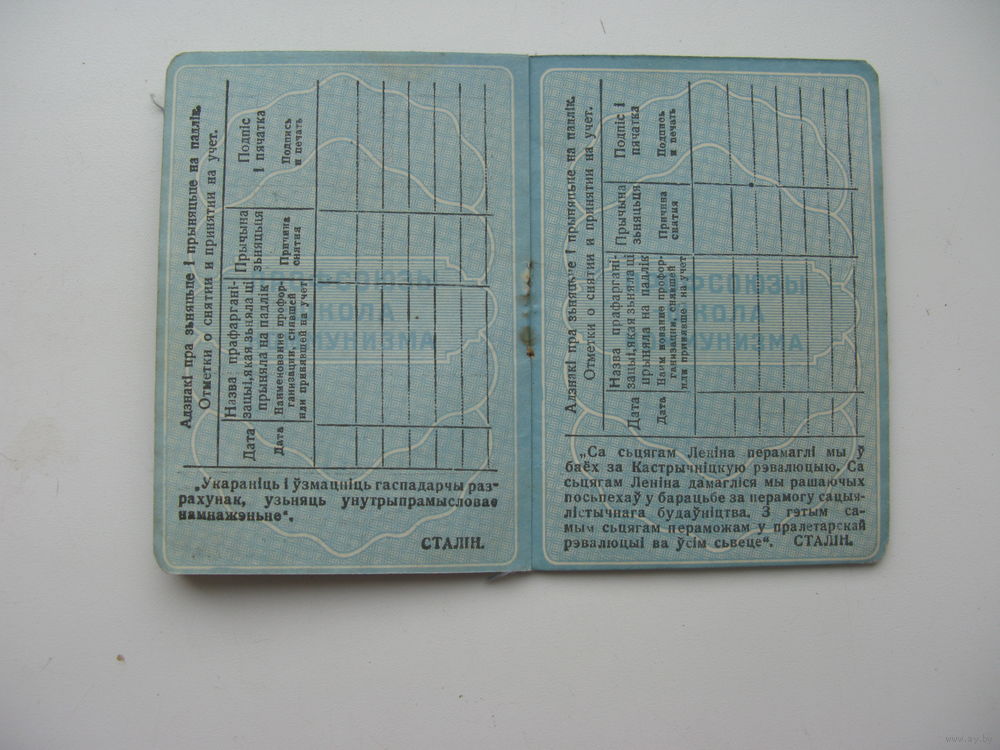 Адзнакі пра зьняцьце і прыняцьце на падлік.
Отметки о снятии и принятии на учет.
Дата
Дата
Назва прафаргані-
зацыі,якая зьняла ці
прыняла на падлік
Наименование профор-
ганизации, снявшей
или принявшей на учет
Прычына
зьняцьця
Причина
снятия
Подпіс
і пячатка
Подпись
и печать
„Укараніць і ўзмацніць гаспадарчы раз-
рахунак, узьняць унутрыпрамысловае
намнажэньне“.
СТАЛІН.
Адзнакі пра зьняцьце і прыняцьце на падлік.
Отметки о снятии и принятии на учет.
Дата
Дата
Назва прафаргані-
зацыі,якая зьняла ці
прыняла на падлік
Наименование профор-
ганизации, снявшей
или принявше на учет
Прычына
зьняцьця
Причина
снятия
Подпіс і
пячатка
Подпись
и печать
„Са сьцягам Леніна перамаглі мы ў
баёх за Кастрычніцкую рэвалюцыю. Са
сьцягам Леніна дамагліся мы рашаючых
посьпехаў у барацьбе за перамогу сацыя-
лістычнага будаўніцтва. З гэтым са-
мым сьцягам пераможам у пралетарскай
рэвалюцыі ва ўсім сьвеце“. СТАЛІН.
www.ay.by